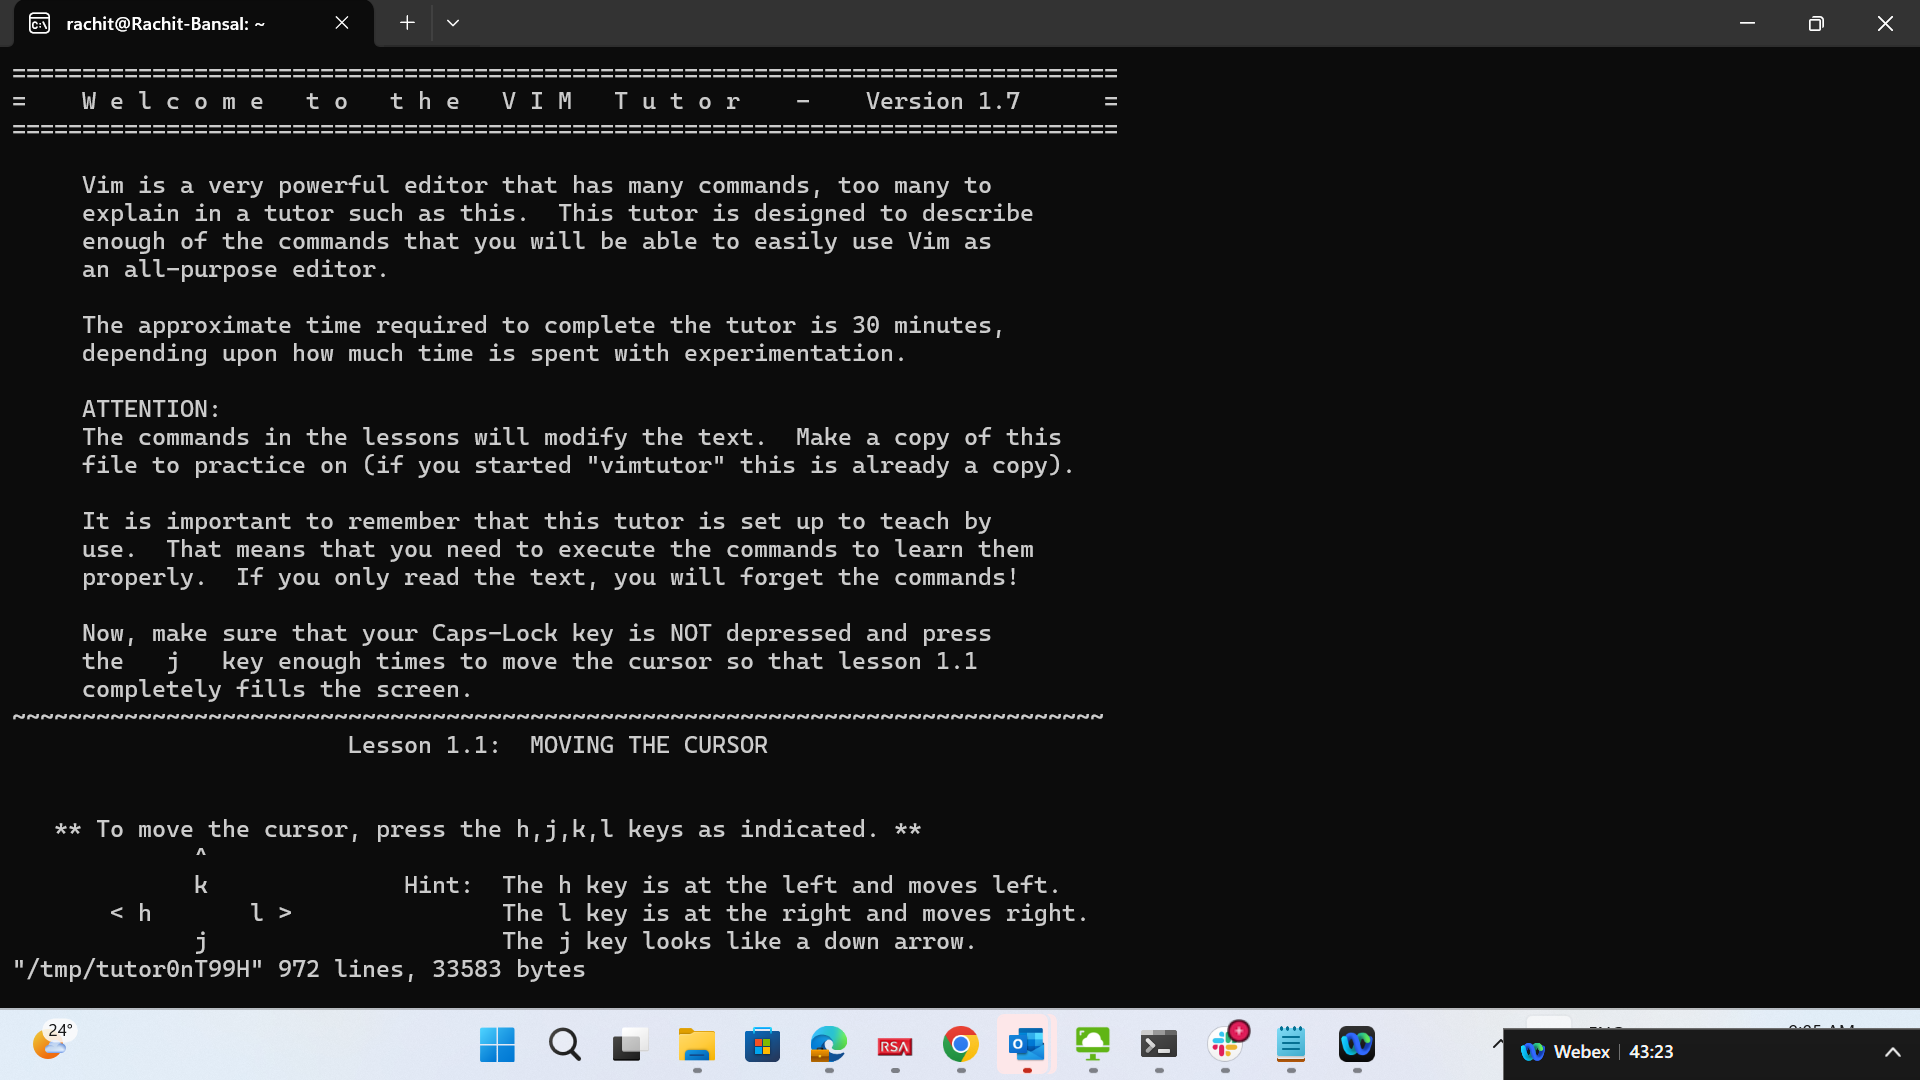 rachit@Rachit-Bansal: ~
===============================================================================
=    W e l c o m e   t o   t h e   V I M   T u t o r    -    Version 1.7      =
===============================================================================
Vim is a very powerful editor that has many commands, too many to
explain in a tutor such as this.  This tutor is designed to describe
enough of the commands that you will be able to easily use Vim as
an all-purpose editor.
The approximate time required to complete the tutor is 30 minutes,
depending upon how much time is spent with experimentation.
ATTENTION:
The commands in the lessons will modify the text.  Make a copy of this
file to practice on (if you started "vimtutor" this is already a copy).
It is important to remember that this tutor is set up to teach by
use.  That means that you need to execute the commands to learn them
properly.  If you only read the text, you will forget the commands!
Now, make sure that your Caps-Lock key is NOT depressed and press
the   j   key enough times to move the cursor so that lesson 1.1
completely fills the screen.
~~~~~~~~~~~~~~~~~~~~~~~~~~~~~~~~~~~~~~~~~~~~~~~~~~~~~~~~~~~~~~~~~~~~~~~~~~~~~~
Lesson 1.1:  MOVING THE CURSOR
** To move the cursor, press the h,j,k,l keys as indicated. **
^
k              Hint:  The h key is at the left and moves left.
< h       l >               The l key is at the right and moves right.
j                     The j key looks like a down arrow.
"/tmp/tutor0nT99H" 972 lines, 33583 bytes
24°
RSA
Webex | 43:23